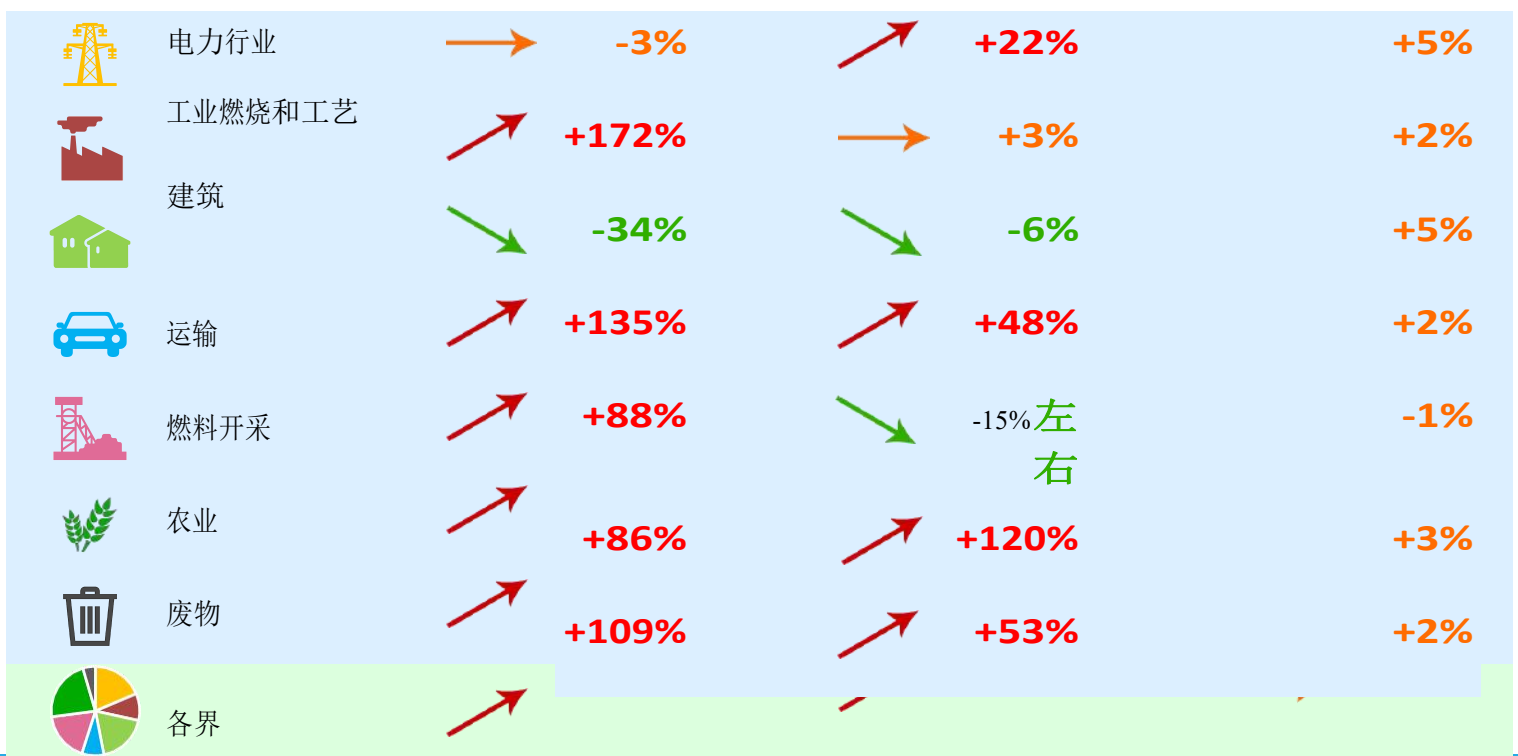 电力行业 -3% +22% +5%
工业燃烧和工艺
+172% +3% +2%
建筑
-34% -6% +5%
运输 +135% +48% +2%
燃料开采 +88% -15%左 -1%
右
农业 +86% +120% +3%
废物 +109% +53% +2%
各界